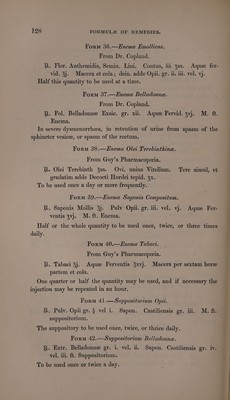 128 FORMULÆ OF REMEDIES.
Form 36.—Enema Emolliens.
From Dr. Copland.
℞. Flor. Anthemidis, Semin. Lini. Contus, āā ʒss. Aquæ fer-
vid. ℥j. Macera et cola; dein. adde Opii. gr. ii. iii. vel. vj.
Half this quantity to be used at a time.
Form 37.—Enema Belladonnæ.
From Dr. Copland.
℞. Fol. Belladonnæ Exsic. gr. xii. Aquæ Fervid. ʒvj. M. ft.
Enema.
In severe dysmenorrhœa, in retention of urine from spasm of the
sphincter vesicæ, or spasm of the rectum.
Form 38.—Enema Olei Terebinthinæ.
From Guy's Pharmacopœia.
℞. Olei Terebinth ʒss. Ovi. unius Vitellum. Tere simul, et
gradatim adde Decocti Hordei tepid. ʒx.
To be used once a day or more frequently.
Form 39.—Enema Saponis Compositum.
℞. Saponis Mollis ℥j. Pulv Opii. gr. iii. vel. vj. Aquæ Fer-
ventis ʒvj. M. ft. Enema.
Half or the whole quantity to be used once, twice, or three times
daily.
Form 40.—Enema Tabaci.
From Guy's Pharmacopœia.
℞. Tabaci ℥j. Aquæ Ferventis ʒxvj. Macera per sextam horæ
partem et cola.
One quarter or half the quantity may be used, and if necessary the
injection may be repeated in an hour.
Form 41.—Suppositorium Opii.
℞. Pulv. Opii gr. ½ vel i. Sapon. Castiliensis gr. iii. M. ft.
suppositorium.
The suppository to be used once, twice, or thrice daily.
Form 42.—Suppositorium Belladonnæ.
℞. Extr. Belladonnæ gr. i. vel. ii. Sapon. Castiliensis gr. iv.
vel. iii. ft. Suppositorium.
To be used once or twice a day.